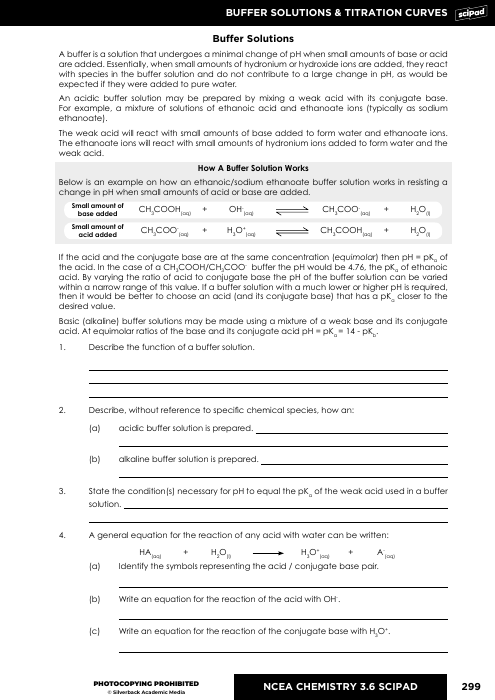 BUFFER SOLUTIONS & TITRATION CURVES scipad
Buffer Solutions
A buffer is a solution that undergoes a minimal change of pH when small amounts of base or acid
are added. Essentially, when small amounts of hydronium or hydroxide ions are added, they react
with species in the buffer solution and do not contribute to a large change in pH, as would be
expected if they were added to pure water.
An acidic buffer solution may be prepared by mixing a weak acid with its conjugate base.
For example, a mixture of solutions of ethanoic acid and ethanoate ions (typically as sodium
ethanoate).
The weak acid will react with small amounts of base added to form water and ethanoate ions.
The ethanoate ions will react with small amounts of hydronium ions added to form water and the
weak acid.
How A Buffer Solution Works
Below is an example on how an ethanoic/sodium ethanoate buffer solution works in resisting a
change in pH when small amounts of acid or base are added.
Small amount of base added CH₃COOH(aq) + OH⁻(aq) ⇌ CH₃COO⁻(aq) + H₂O(l)
Small amount of acid added CH₃COO⁻(aq) + H₃O⁺(aq) ⇌ CH₃COOH(aq) + H₂O(l)
If the acid and the conjugate base are at the same concentration (equimolar) then pH = pKₐ of
the acid. In the case of a CH₃COOH/CH₃COO⁻ buffer the pH would be 4.76, the pKₐ of ethanoic
acid. By varying the ratio of acid to conjugate base the pH of the buffer solution can be varied
within a narrow range of this value. If a buffer solution with a much lower or higher pH is required,
then it would be better to choose an acid (and its conjugate base) that has a pKₐ closer to the
desired value.
Basic (alkaline) buffer solutions may be made using a mixture of a weak base and its conjugate
acid. At equimolar ratios of the base and its conjugate acid pH = pKₐ = 14 - pK_b.
1. Describe the function of a buffer solution.
2. Describe, without reference to specific chemical species, how an:
(a) acidic buffer solution is prepared.
(b) alkaline buffer solution is prepared.
3. State the condition(s) necessary for pH to equal the pKₐ of the weak acid used in a buffer
solution.
4. A general equation for the reaction of any acid with water can be written:
HA(aq) + H₂O(l) → H₃O⁺(aq) + A⁻(aq)
(a) Identify the symbols representing the acid / conjugate base pair.
(b) Write an equation for the reaction of the acid with OH⁻.
(c) Write an equation for the reaction of the conjugate base with H₃O⁺.
PHOTOCOPYING PROHIBITED
© Silverback Academic Media
NCEA CHEMISTRY 3.6 SCIPAD
299